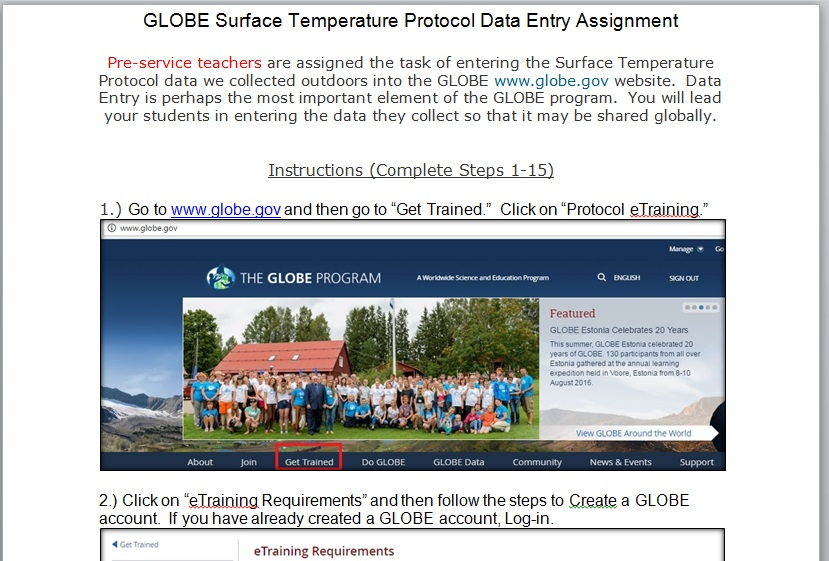 GLOBE Surface Temperature Protocol Data Entry Assignment
Pre-service teachers are assigned the task of entering the Surface Temperature
Protocol data we collected outdoors into the GLOBE www.globe.gov website. Data
Entry is perhaps the most important element of the GLOBE program. You will lead
your students in entering the data they collect so that it may be shared globally.
Instructions (Complete Steps 1-15)
1.) Go to www.globe.gov and then go to “Get Trained.” Click on “Protocol eTraining.”
www.globe.gov
Manage Go
THE GLOBE PROGRAM A Worldwide Science and Education Program ENGLISH SIGN OUT
Featured
GLOBE Estonia Celebrates 20 Years
This summer, GLOBE Estonia celebrated 20
years of GLOBE. 130 participants from all over
Estonia gathered at the annual learning
expedition held in Voore, Estonia from 8-10
August 2016.
View GLOBE Around the World
About Join Get Trained Do GLOBE GLOBE Data Community News & Events Support
2.) Click on “eTraining Requirements” and then follow the steps to Create a GLOBE
account. If you have already created a GLOBE account, Log-in.
Get Trained
eTraining Requirements